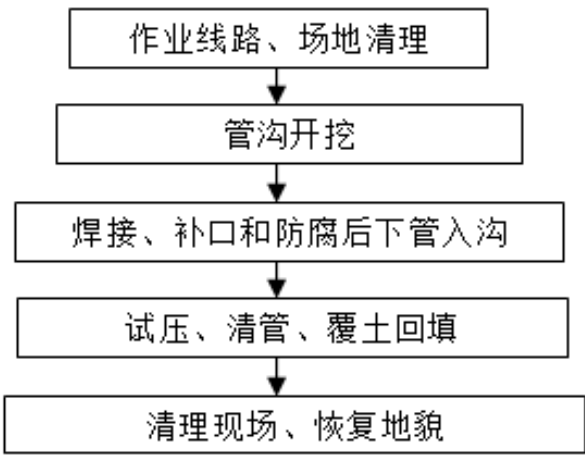 作业线路、场地清理
管沟开挖
焊接、补口和防腐后下管入沟
试压、清管、覆土回填
清理现场、恢复地貌